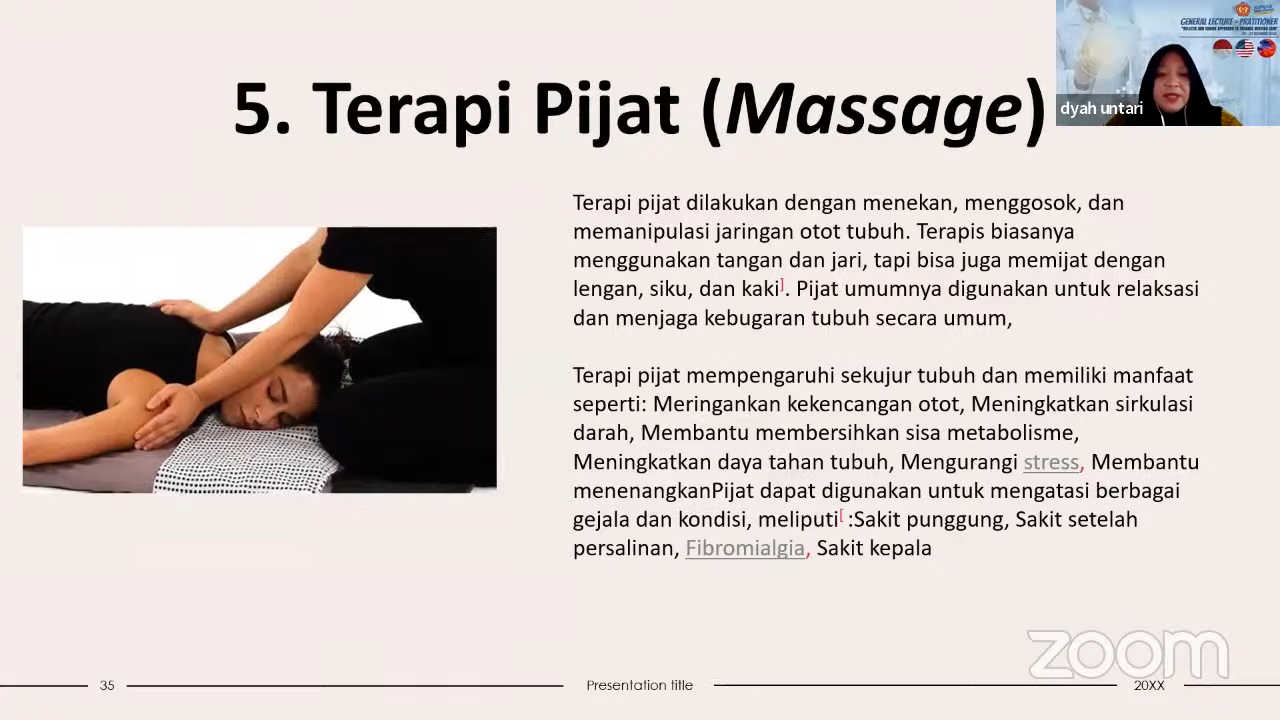 GENERAL LECTURE - PRATITIONER
dyah untari
5. Terapi Pijat (Massage)
Terapi pijat dilakukan dengan menekan, menggosok, dan
memanipulasi jaringan otot tubuh. Terapis biasanya
menggunakan tangan dan jari, tapi bisa juga memijat dengan
lengan, siku, dan kaki]. Pijat umumnya digunakan untuk relaksasi
dan menjaga kebugaran tubuh secara umum,
Terapi pijat mempengaruhi sekujur tubuh dan memiliki manfaat
seperti: Meringankan kekencangan otot, Meningkatkan sirkulasi
darah, Membantu membersihkan sisa metabolisme,
Meningkatkan daya tahan tubuh, Mengurangi stress, Membantu
menenangkanPijat dapat digunakan untuk mengatasi berbagai
gejala dan kondisi, meliputi[ :Sakit punggung, Sakit setelah
persalinan, Fibromialgia, Sakit kepala
zoom
35
Presentation title
20XX